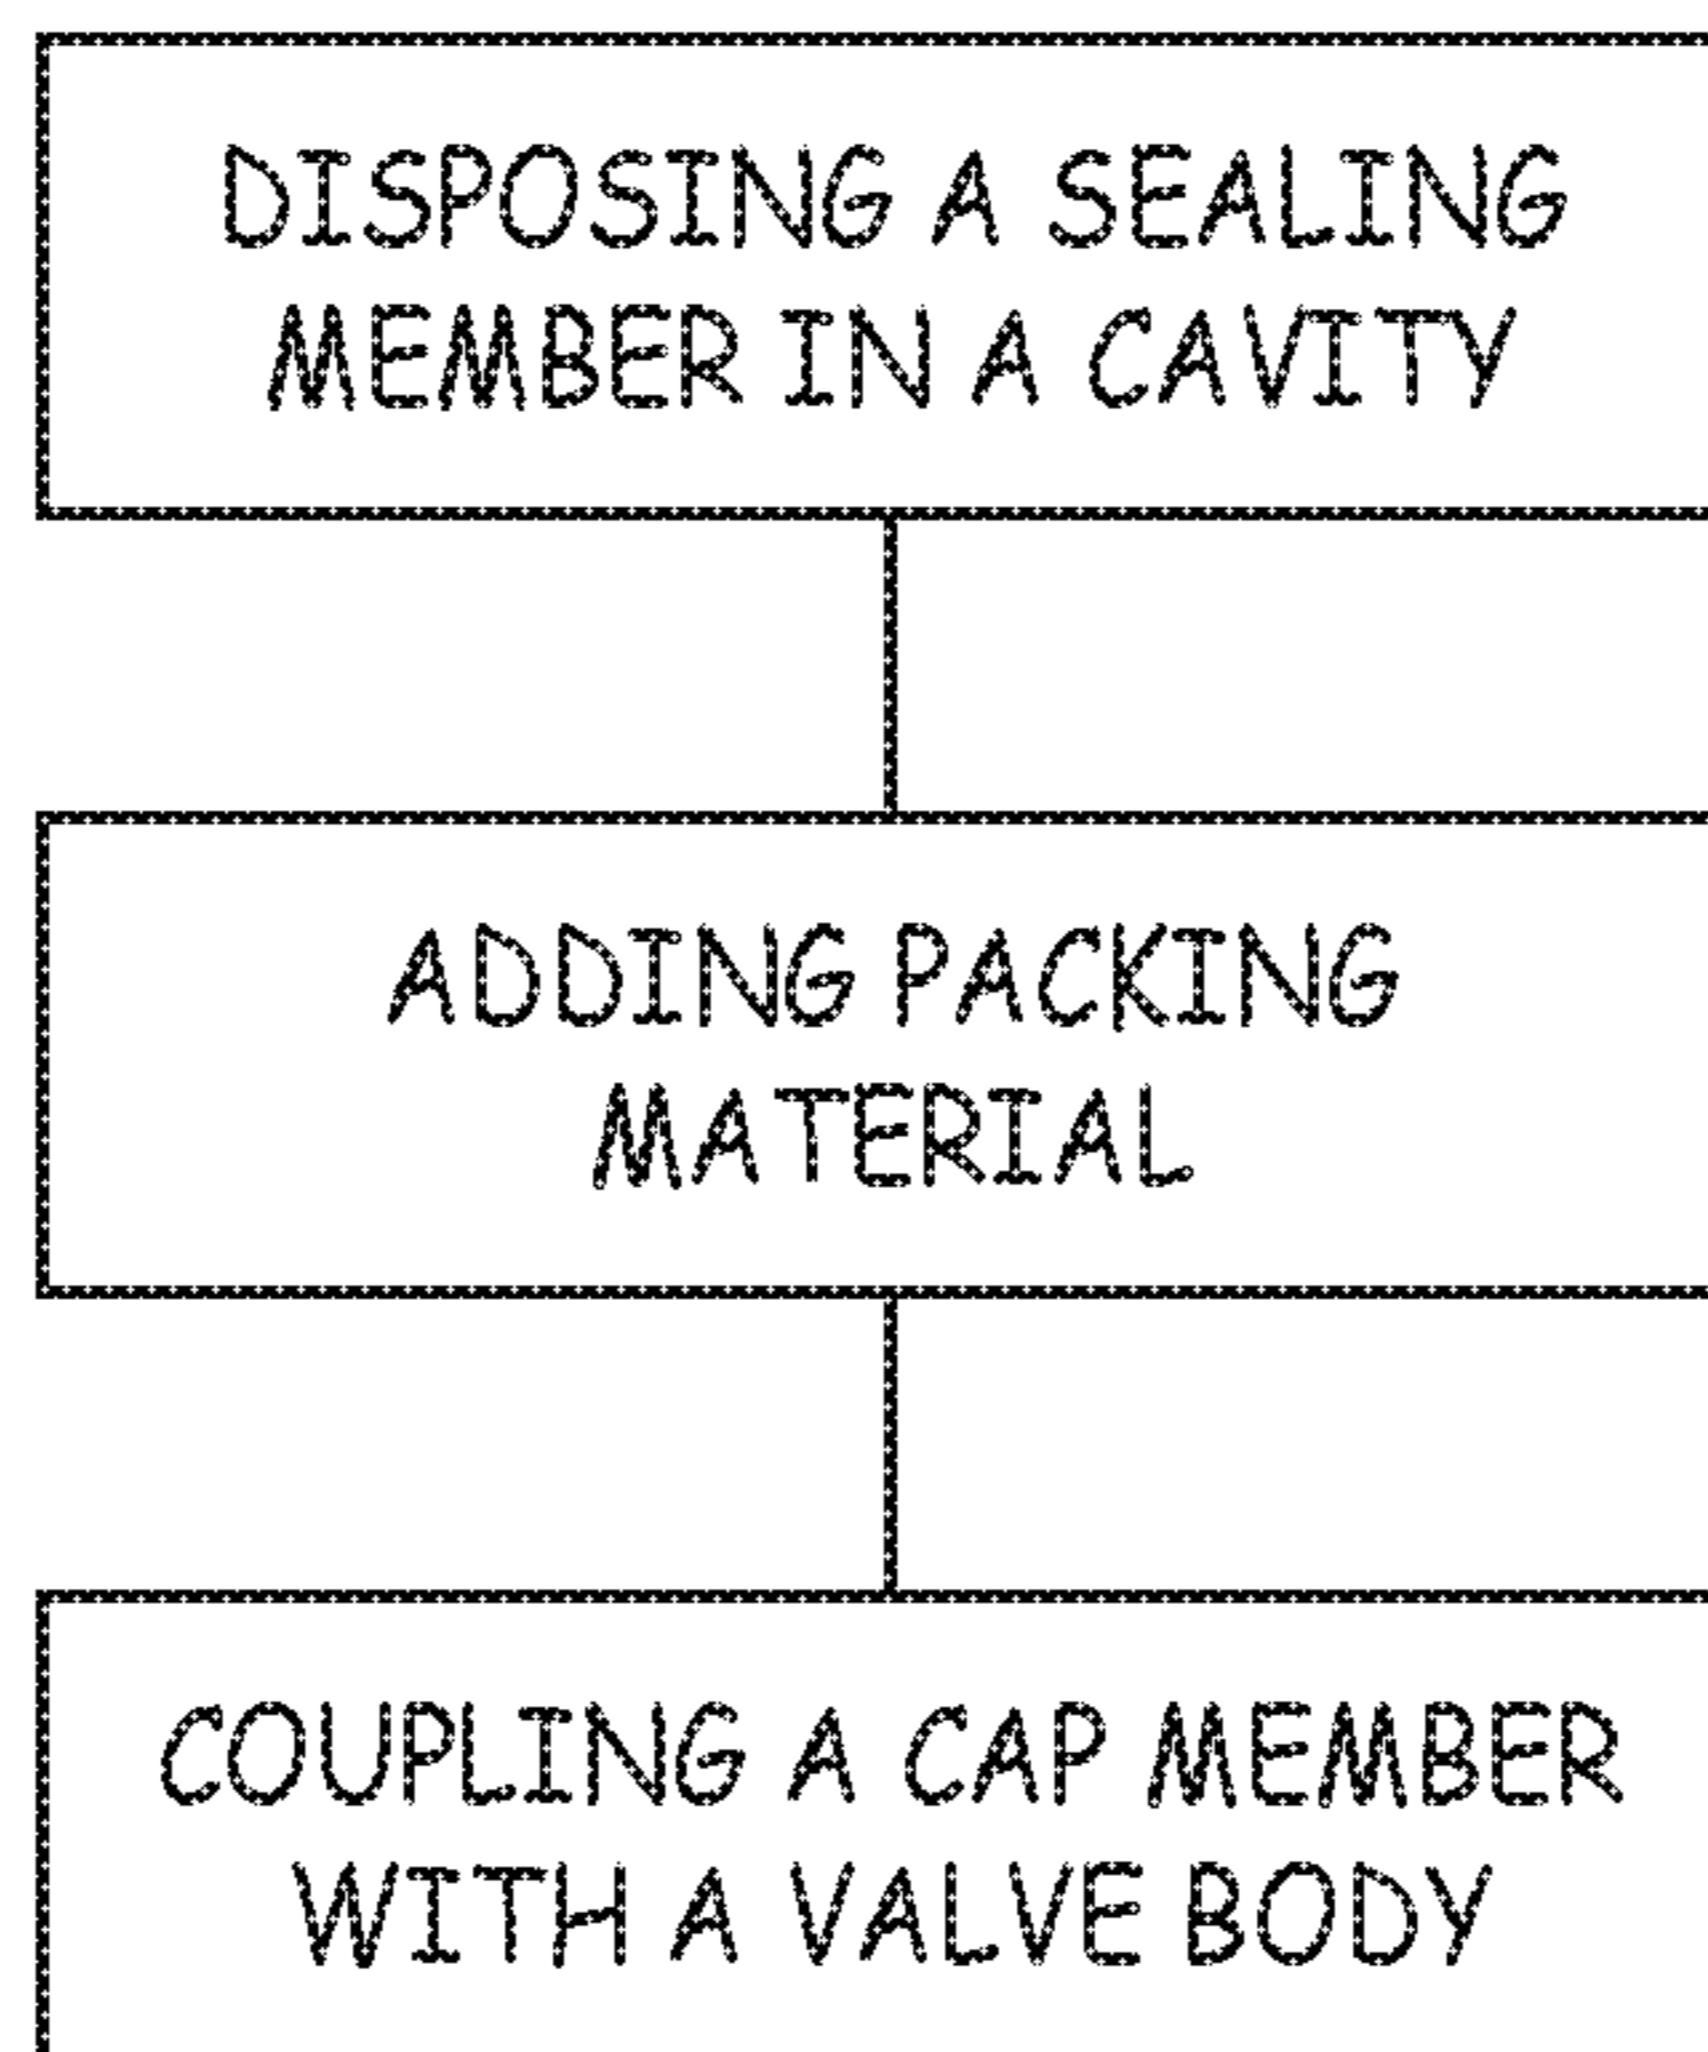 DISPOSING A SEALING
MEMBER IN A CAVITY
ADDING PACKING
MATERIAL
COUPLING A CAP MEMBER
WITH A VALVE BODY